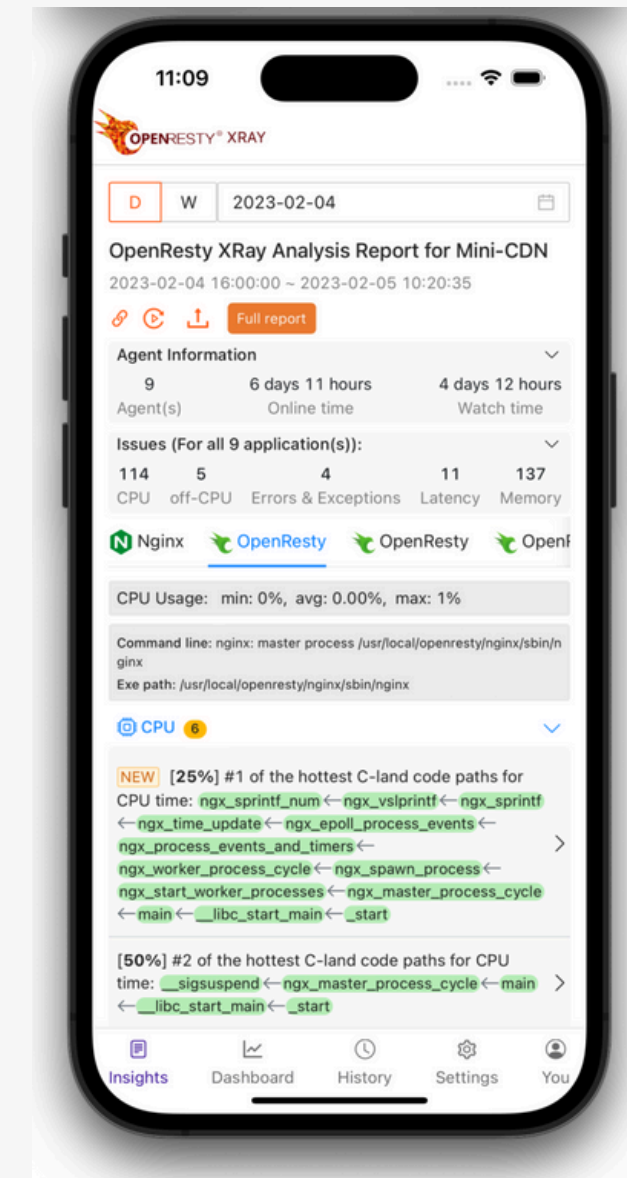 11:09
OPENRESTY® XRAY
D W 2023-02-04
OpenResty XRay Analysis Report for Mini-CDN
2023-02-04 16:00:00 ~ 2023-02-05 10:20:35
Full report
Agent Information
9 6 days 11 hours 4 days 12 hours
Agent(s) Online time Watch time
Issues (For all 9 application(s)):
114 5 4 11 137
CPU off-CPU Errors & Exceptions Latency Memory
N Nginx OpenResty OpenResty Open
CPU Usage: min: 0%, avg: 0.00%, max: 1%
Command line: nginx: master process /usr/local/openresty/nginx/sbin/n
ginx
Exe path: /usr/local/openresty/nginx/sbin/nginx
CPU 6
NEW [25%] #1 of the hottest C-land code paths for
CPU time: ngx_sprintf_num←ngx_vslprintf←ngx_sprintf
←ngx_time_update←ngx_epoll_process_events←
ngx_process_events_and_timers←
ngx_worker_process_cycle←ngx_spawn_process←
ngx_start_worker_processes←ngx_master_process_cycle
←main←__libc_start_main←_start
[50%] #2 of the hottest C-land code paths for CPU
time: __sigsuspend←ngx_master_process_cycle←main
←__libc_start_main←_start
Insights Dashboard History Settings You